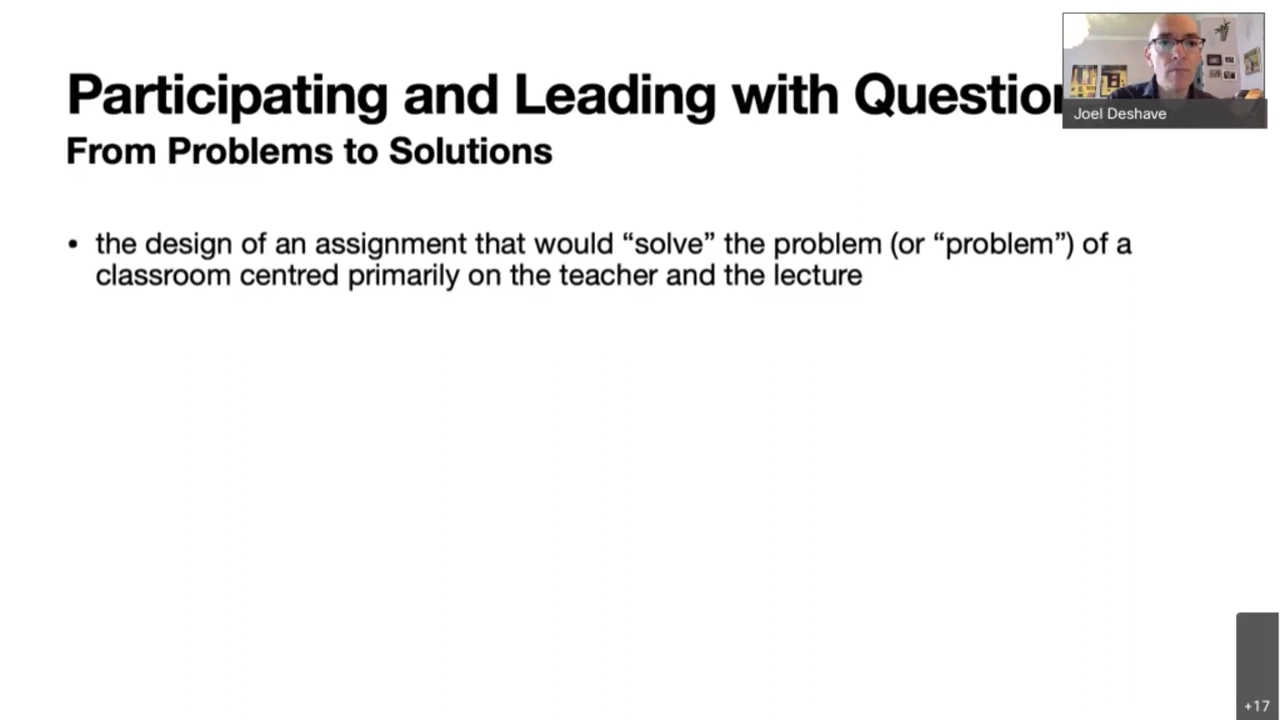 Participating and Leading with Question
From Problems to Solutions
• the design of an assignment that would “solve” the problem (or “problem”) of a
classroom centred primarily on the teacher and the lecture
Joel Deshave
+17